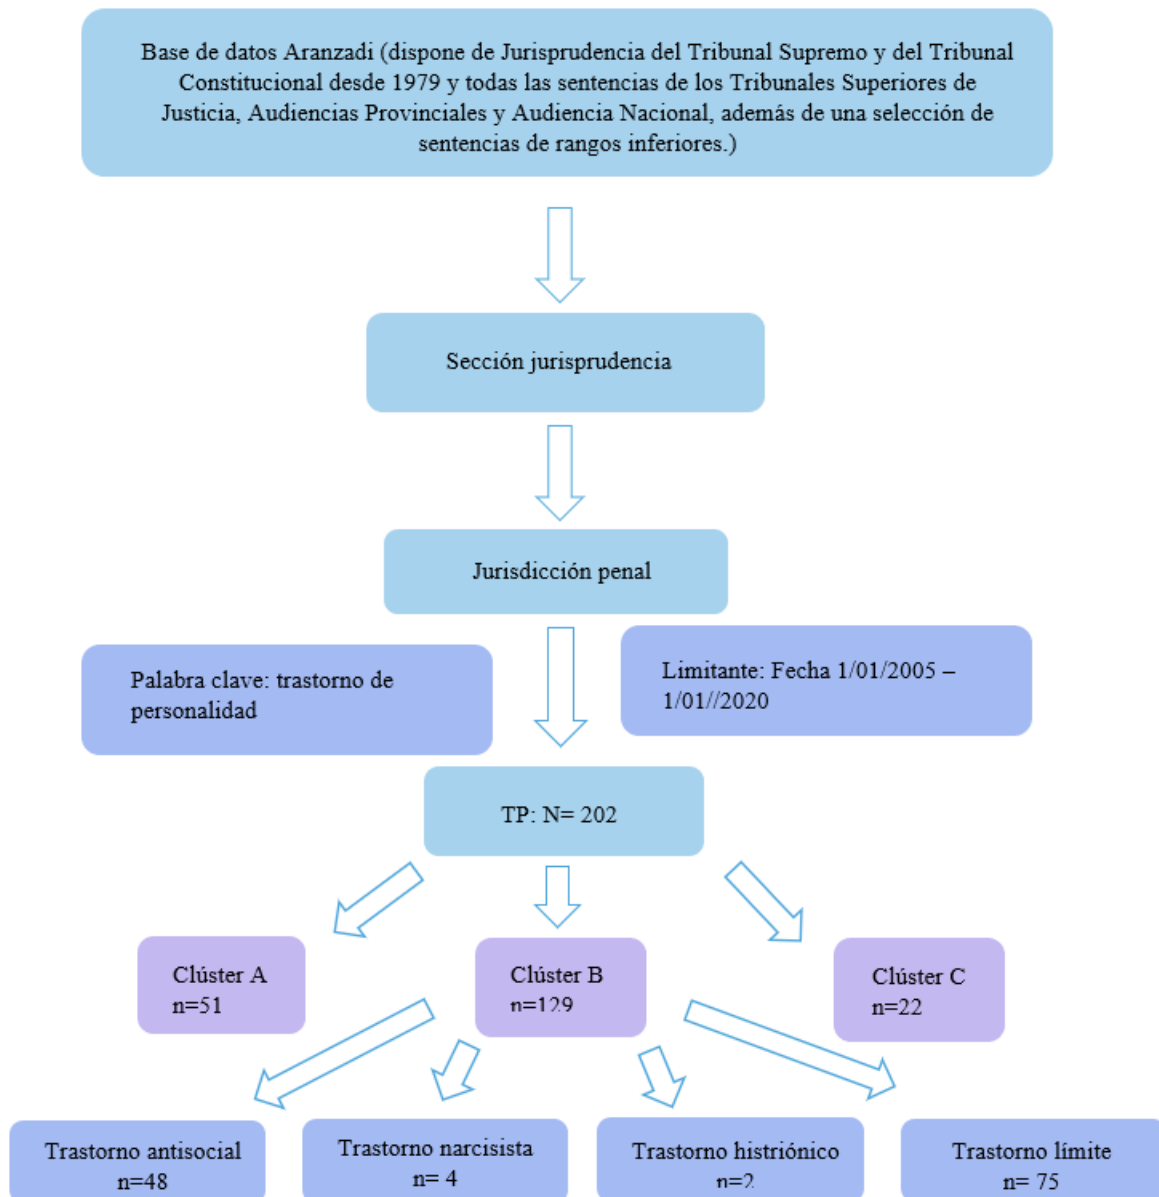 Base de datos Aranzadi (dispone de Jurisprudencia del Tribunal Supremo y del Tribunal
Constitucional desde 1979 y todas las sentencias de los Tribunales Superiores de
Justicia, Audiencias Provinciales y Audiencia Nacional, además de una selección de
sentencias de rangos inferiores.)
Sección jurisprudencia
Jurisdicción penal
Palabra clave: trastorno de
personalidad
Limitante: Fecha 1/01/2005 –
1/01//2020
TP: N= 202
Clúster A
n=51
Clúster B
n=129
Clúster C
n=22
Trastorno antisocial
n=48
Trastorno narcisista
n= 4
Trastorno histriónico
n=2
Trastorno límite
n= 75